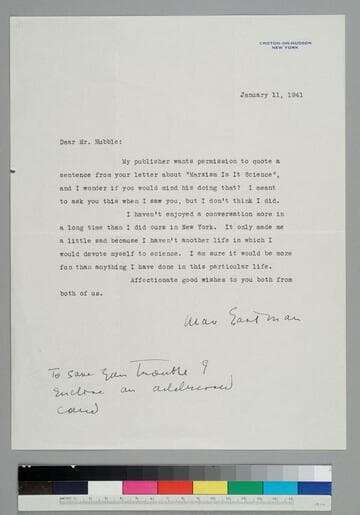 CROTON-ON-HUDSON
NEW YORK
January 11, 1941
Dear Mr. Hubble:
My publisher wants permission to quote a
sentence from your letter about "Marxism Is It Science",
and I wonder if you would mind his doing that? I meant
to ask you this when I saw you, but I don't think I did.
I haven't enjoyed a conversation more in
a long time than I did ours in New York. It only made me
a little sad because I haven't another life in which I
would devote myself to science. I am sure it would be more
fun than anything I have done in this particular life.
Affectionate good wishes to you both from
both of us.
Max Eastman
To save you trouble I
enclose an addressed
card